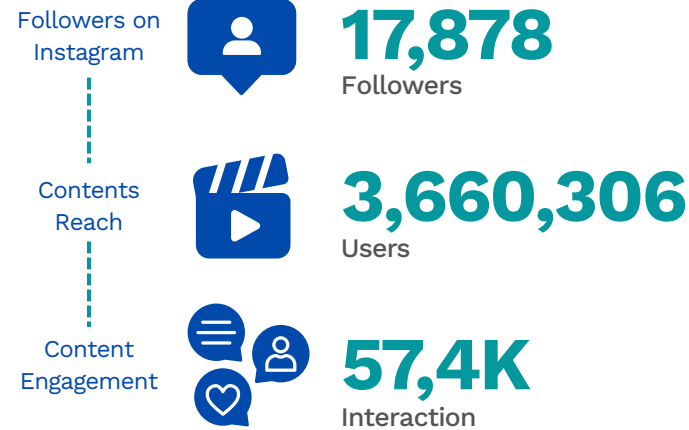 Followers on
Instagram
17,878
Followers
Contents
Reach
3,660,306
Users
Content
Engagement
57,4K
Interaction